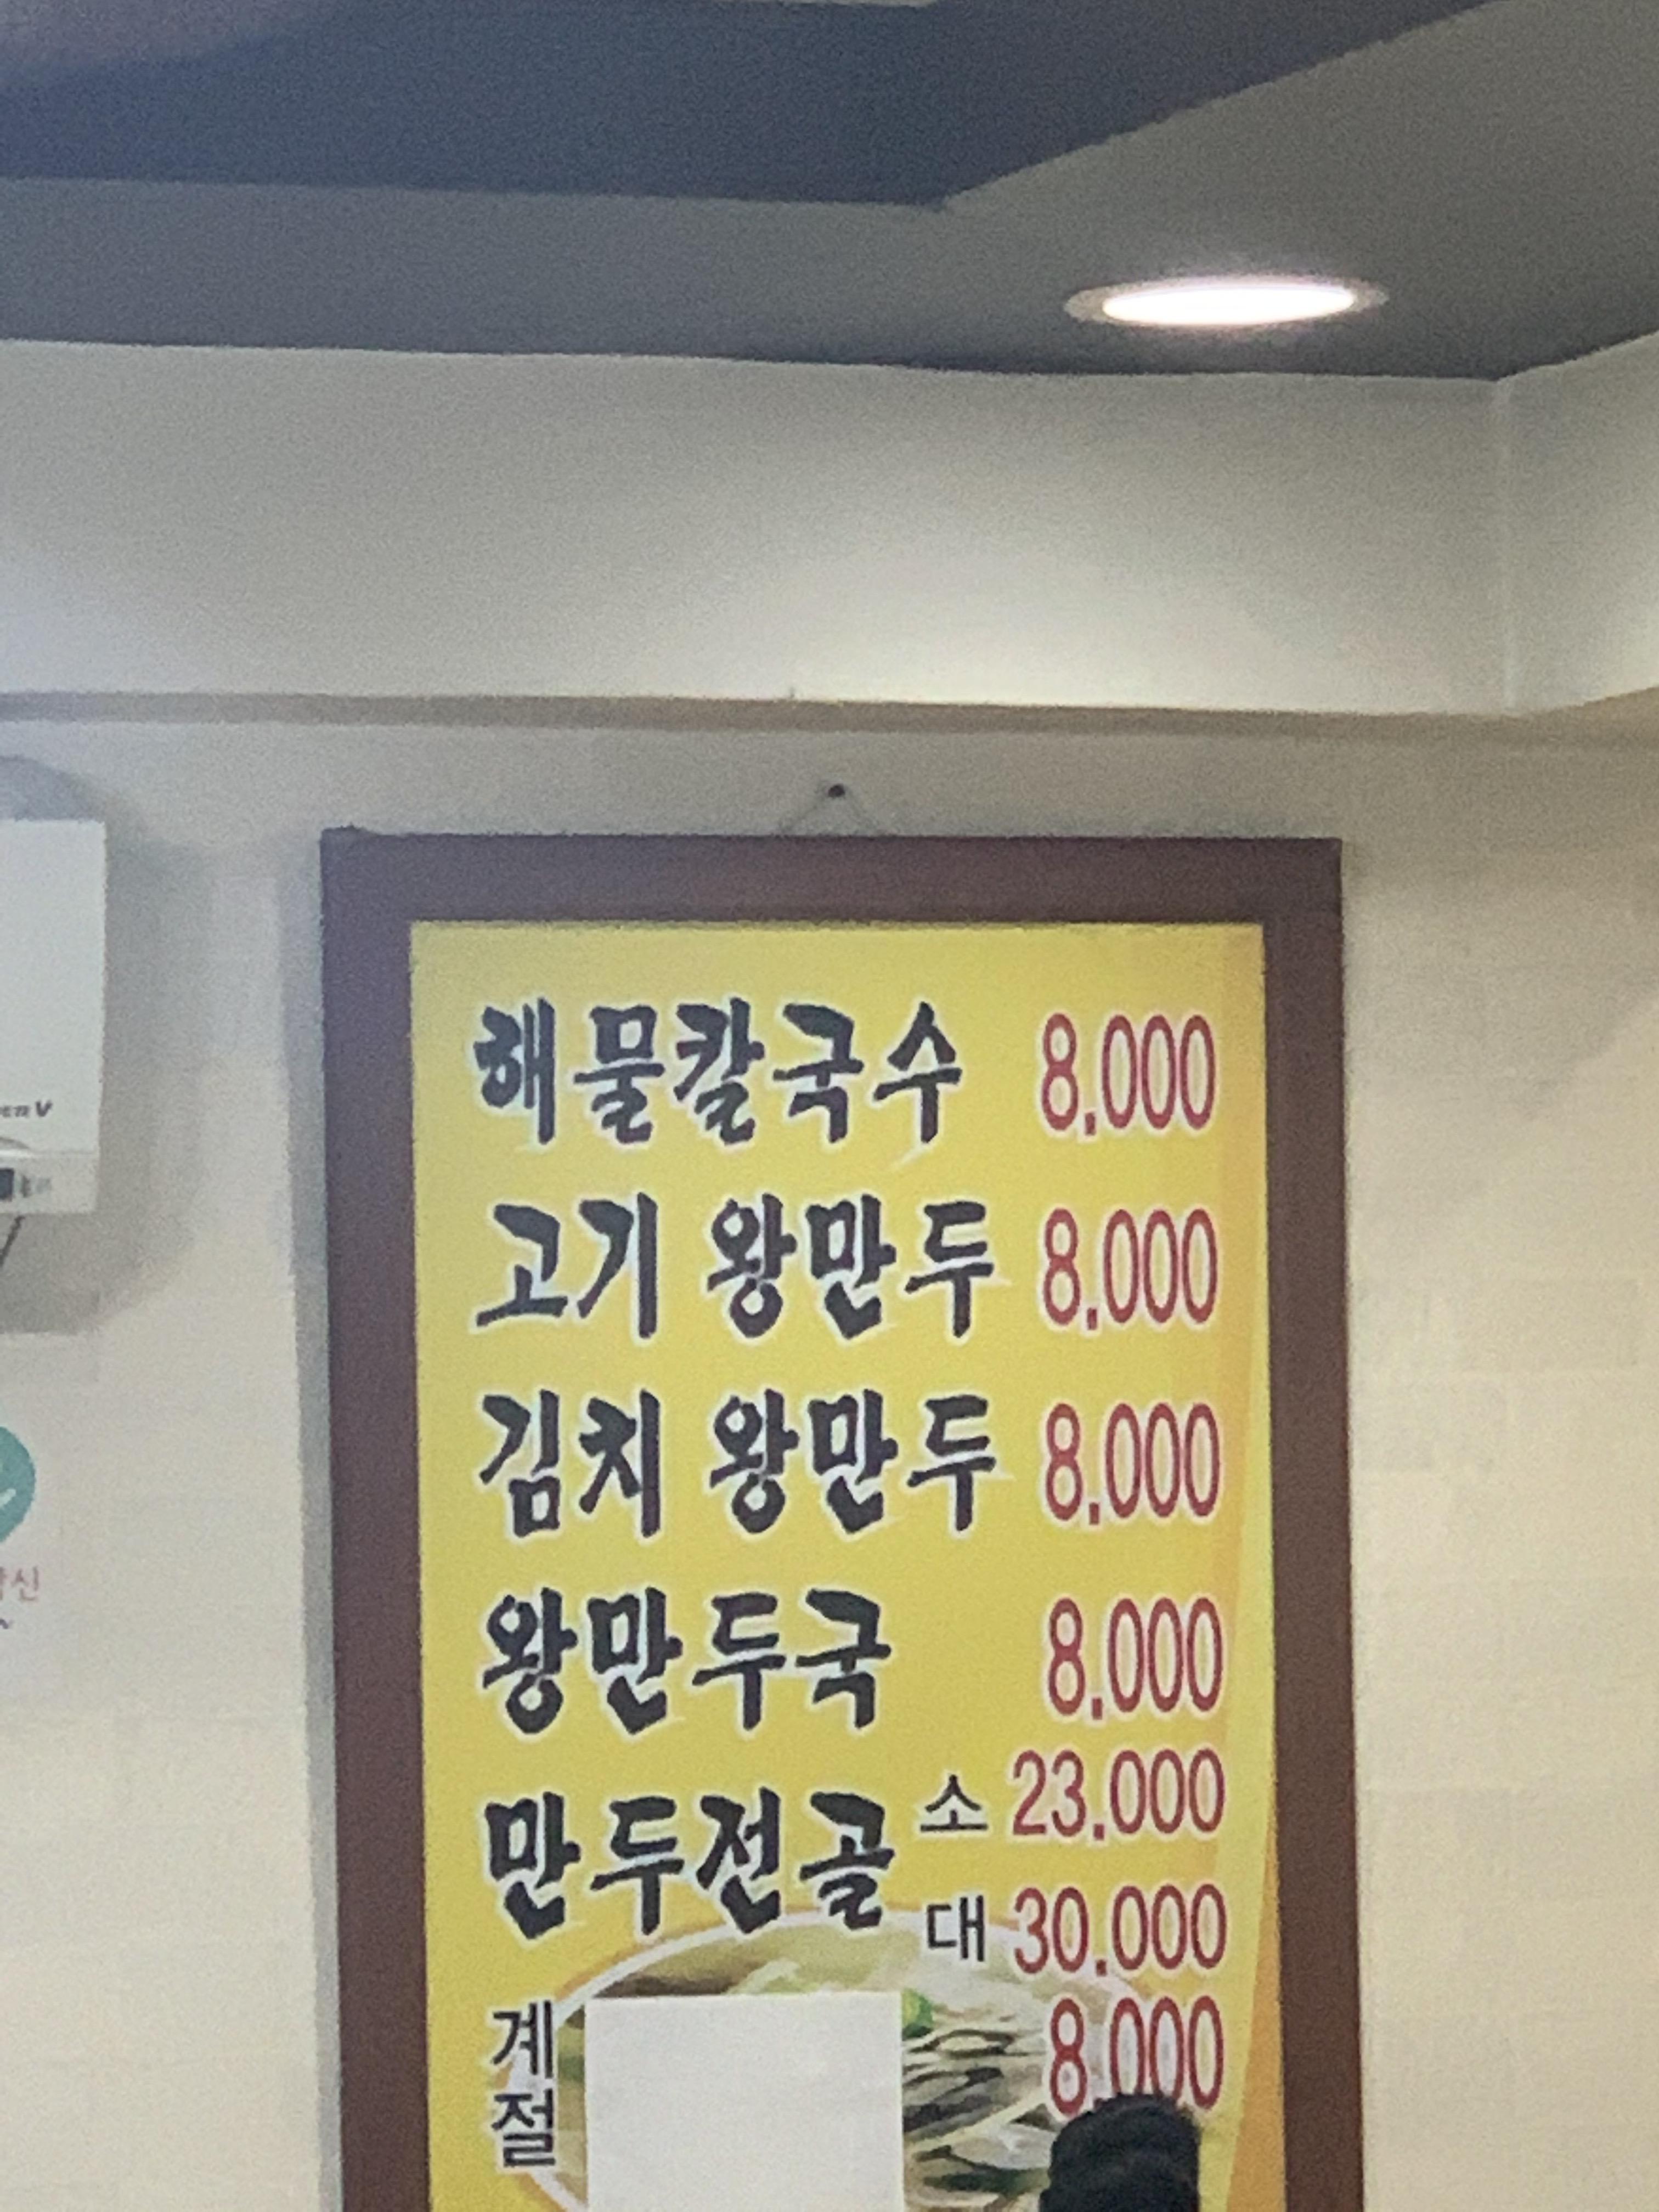 해물칼국수 8,000
고기 왕만두 8,000
김치 왕만두 8,000
왕만두국 8,000
만두전골 소 23,000
대 30,000
계절 8,000